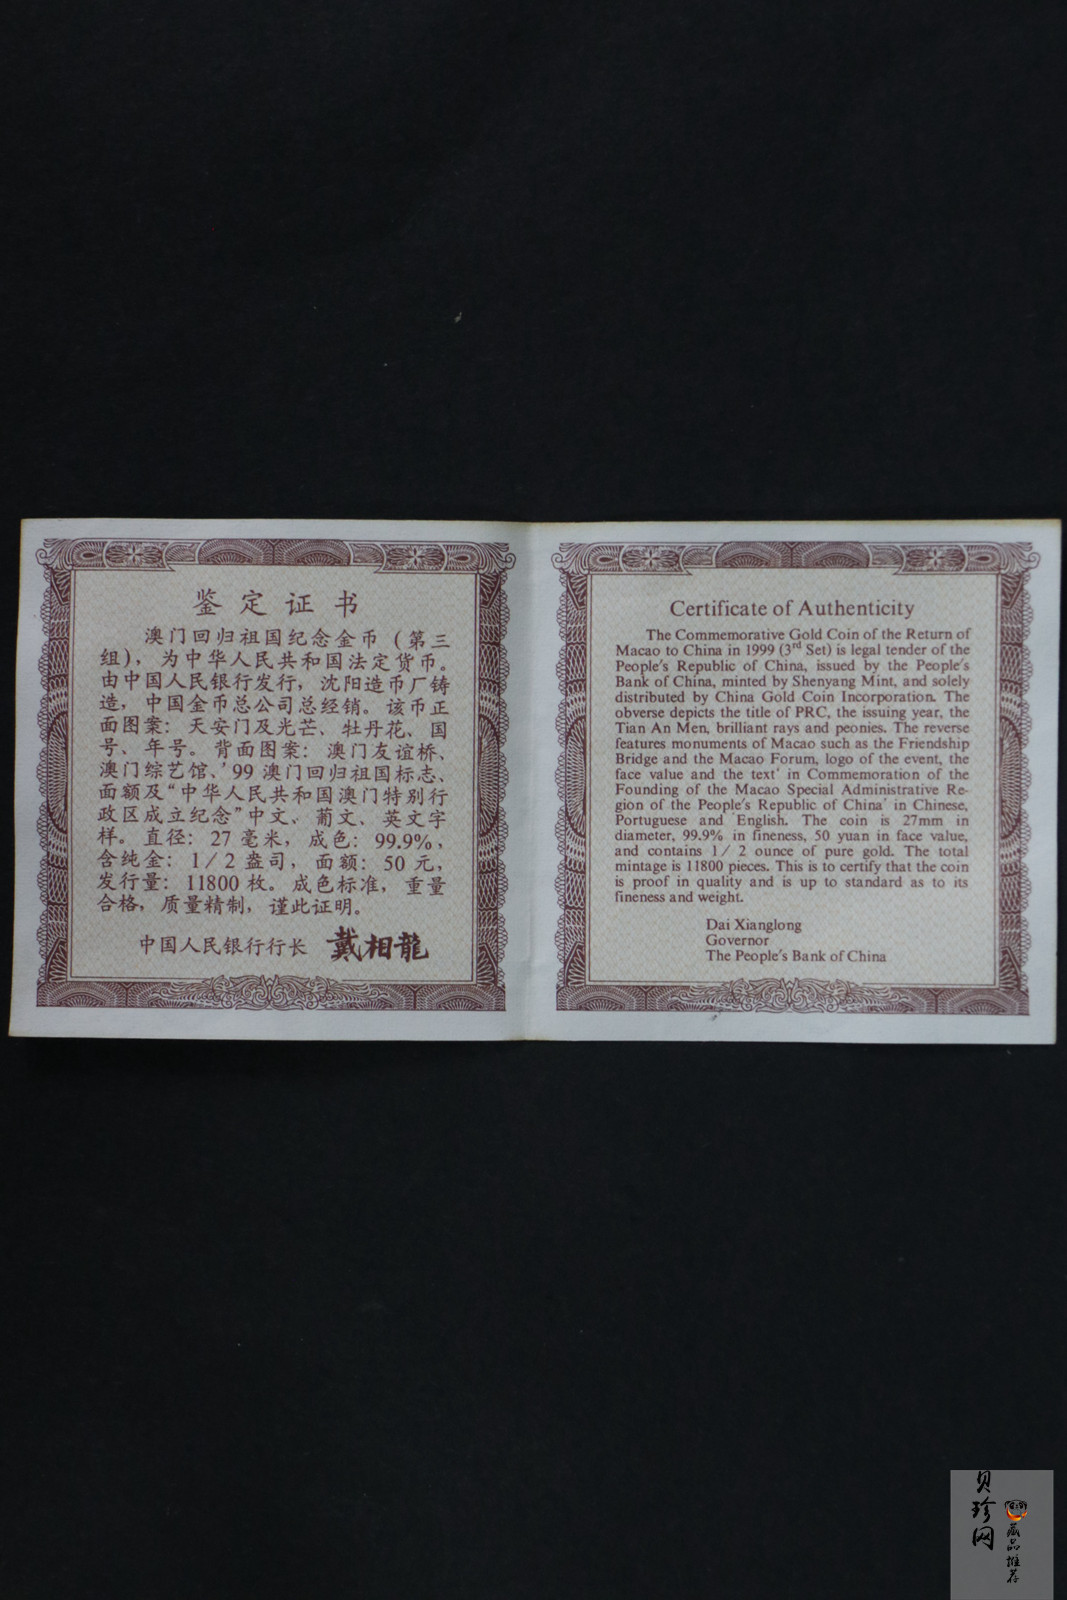 鉴定证书
澳门回归祖国纪念金币(第三
组),为中华人民共和国法定货币。
由中国人民银行发行,沈阳造币厂铸
造,中国金币总公司总经销。该币正
面图案:天安门及光芒、牡丹花、国
号、年号。背面图案:澳门友谊桥、
澳门综艺馆、'99澳门回归祖国标志、
面额及“中华人民共和国澳门特别行
政区成立纪念”中文、葡文、英文字
样。直径:27毫米,成色:99.9%,
含纯金:1/2盎司,面额:50元,
发行量:11800枚。成色标准,重量
合格,质量精制,谨此证明。
中国人民银行行长 戴相龍
Certificate of Authenticity
The Commemorative Gold Coin of the Return of
Macao to China in 1999 (3rd Set) is legal tender of the
People's Republic of China, issued by the People's
Bank of China, minted by Shenyang Mint, and solely
distributed by China Gold Coin Incorporation. The
obverse depicts the title of PRC, the issuing year, the
Tian An Men, brilliant rays and peonies. The reverse
features monuments of Macao such as the Friendship
Bridge and the Macao Forum, logo of the event, the
face value and the text' in Commemoration of the
Founding of the Macao Special Administrative Re-
gion of the People's Republic of China' in Chinese,
Portuguese and English. The coin is 27mm in
diameter, 99.9% in fineness, 50 yuan in face value,
and contains 1/2 ounce of pure gold. The total
mintage is 11800 pieces. This is to certify that the coin
is proof in quality and is up to standard as to its
fineness and weight.
Dai Xianglong
Governor
The People's Bank of China
贝珍网
藏品推荐